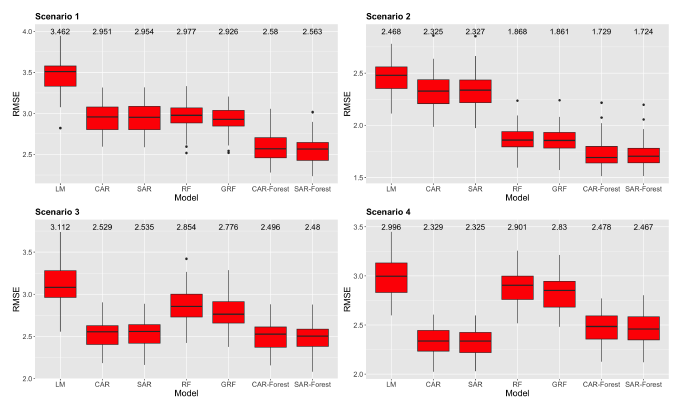 Scenario 1
3.462 2.951 2.954 2.977 2.926 2.58 2.563
4.0
3.5
3.0
2.5
RMSE
LM CAR SAR RF GRF CAR-Forest SAR-Forest
Model
Scenario 2
2.468 2.325 2.327 1.868 1.861 1.729 1.724
2.5
2.0
1.5
RMSE
LM CAR SAR RF GRF CAR-Forest SAR-Forest
Model
Scenario 3
3.112 2.529 2.535 2.854 2.776 2.496 2.48
3.5
3.0
2.5
2.0
RMSE
LM CAR SAR RF GRF CAR-Forest SAR-Forest
Model
Scenario 4
2.996 2.329 2.325 2.901 2.83 2.478 2.467
3.5
3.0
2.5
2.0
RMSE
LM CAR SAR RF GRF CAR-Forest SAR-Forest
Model